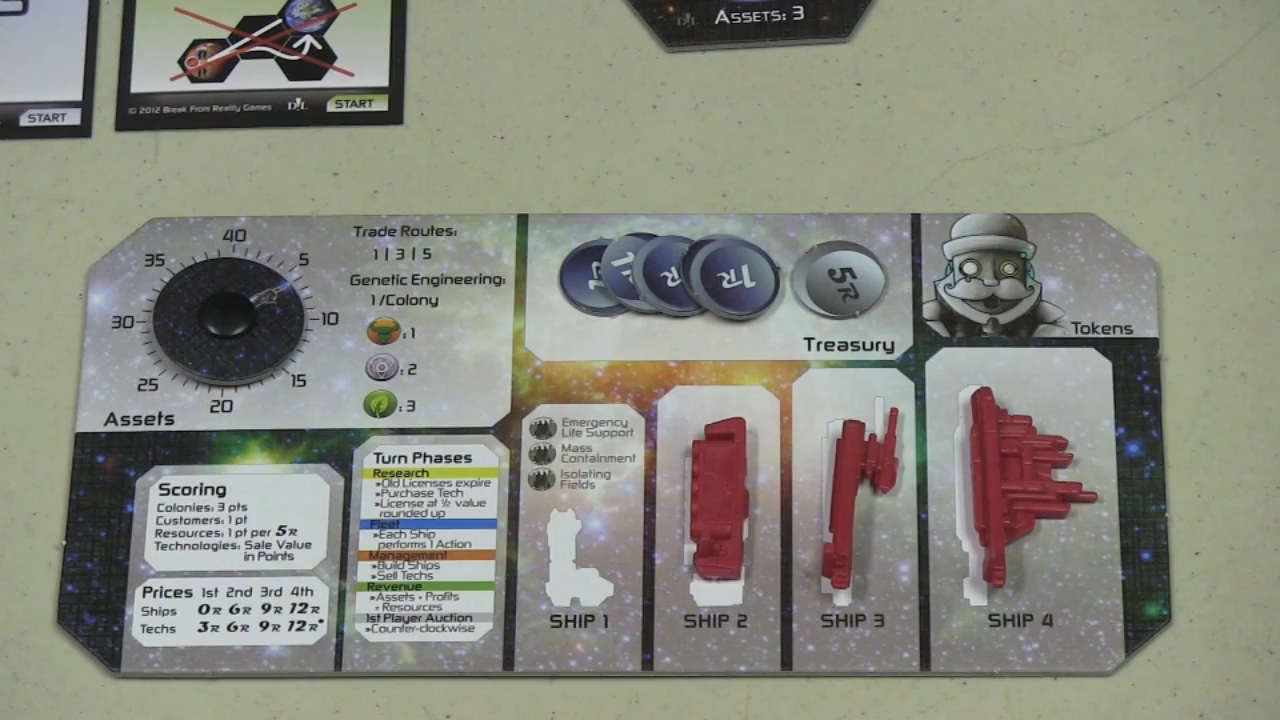 START
© 2012 Break From Reality Games
START
ASSETS: 3
40
35
5
30
10
25
15
20
Assets
Trade Routes:
1 | 3 | 5
Genetic Engineering:
1/Colony
: 1
: 2
: 3
1R
5R
Treasury
Tokens
Scoring
Colonies: 3 pts
Customers: 1 pt
Resources: 1 pt per 5R
Technologies: Sale Value
in Points
Prices 1st 2nd 3rd 4th
Ships 0R 6R 9R 12R
Techs 3R 6R 9R 12R*
Turn Phases
Research
»Old Licenses expire
»Purchase Tech
»License at ½ value
rounded up
Fleet
»Each Ship
performs 1 Action
Management
»Build Ships
»Sell Techs
Revenue
»Assets + Profits
+ Resources
1st Player Auction
»Counter-clockwise
Emergency
Life Support
Mass
Containment
Isolating
Fields
SHIP 1
SHIP 2
SHIP 3
SHIP 4